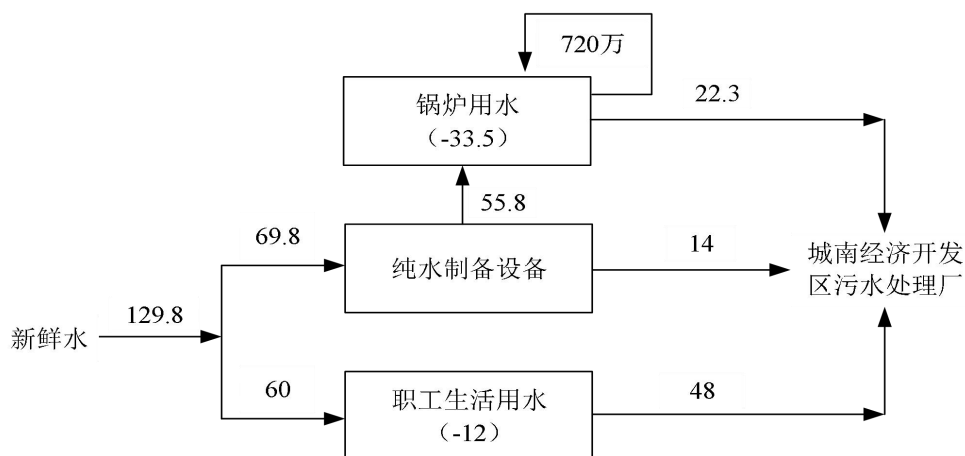 720万
锅炉用水
（-33.5）
22.3
55.8
69.8
纯水制备设备
14
城南经济开发
区污水处理厂
新鲜水
129.8
60
职工生活用水
（-12）
48